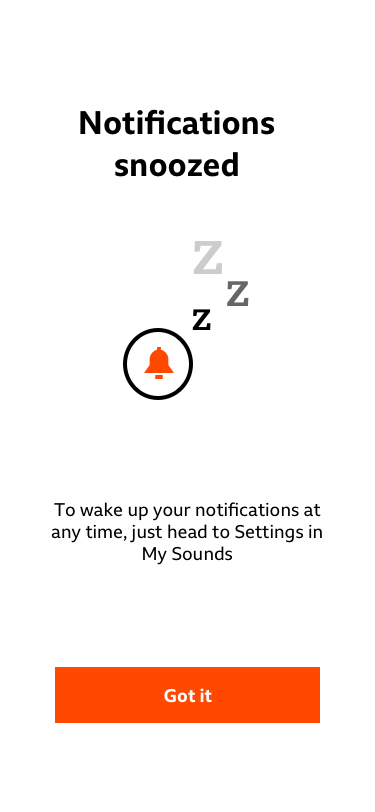 Notifications
snoozed
Z
Z
Z
To wake up your notifications at
any time, just head to Settings in
My Sounds
Got it